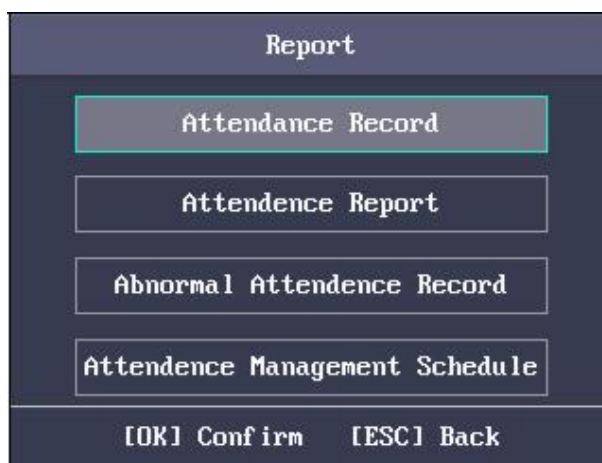 Report
Attendance Record
Attendence Report
Abnormal Attendence Record
Attendence Management Schedule
[OK] Confirm [ESC] Back